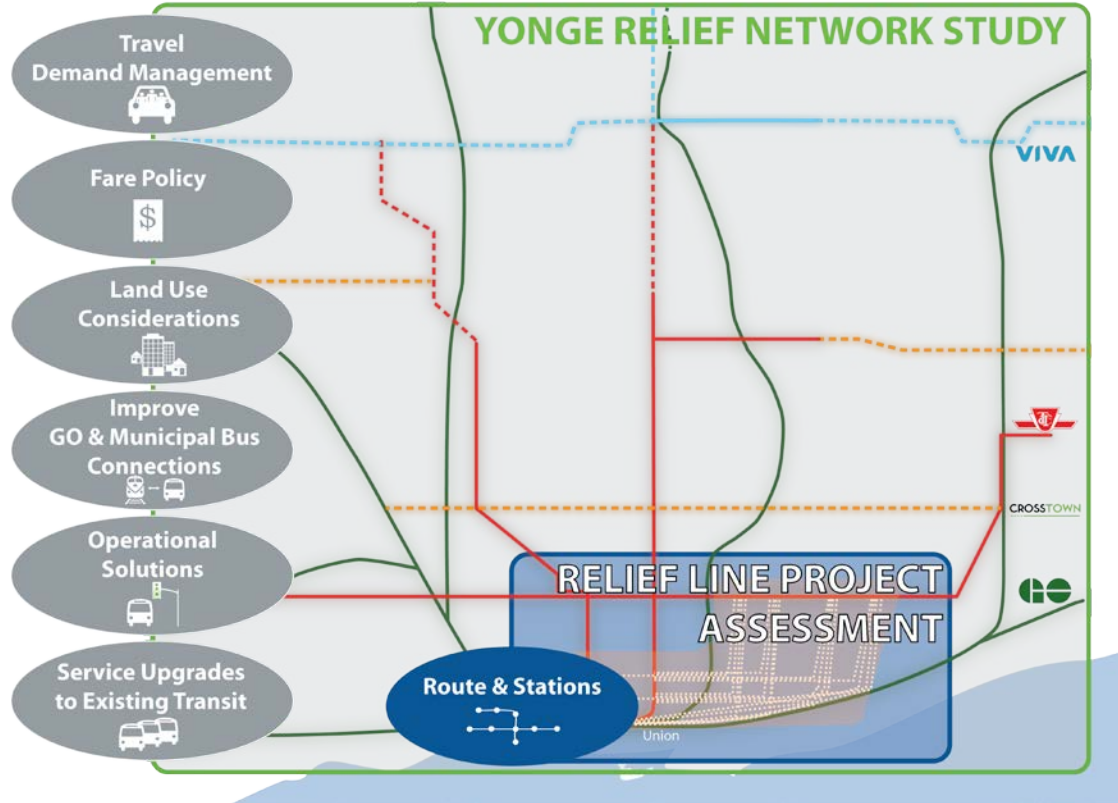 YONGE RELIEF NETWORK STUDY
Travel
Demand Management
Fare Policy
$
Land Use
Considerations
Improve
GO & Municipal Bus
Connections
Operational
Solutions
Service Upgrades
to Existing Transit
VIVA
TTC
CROSSTOWN
GO
RELIEF LINE PROJECT
ASSESSMENT
Route & Stations
Union